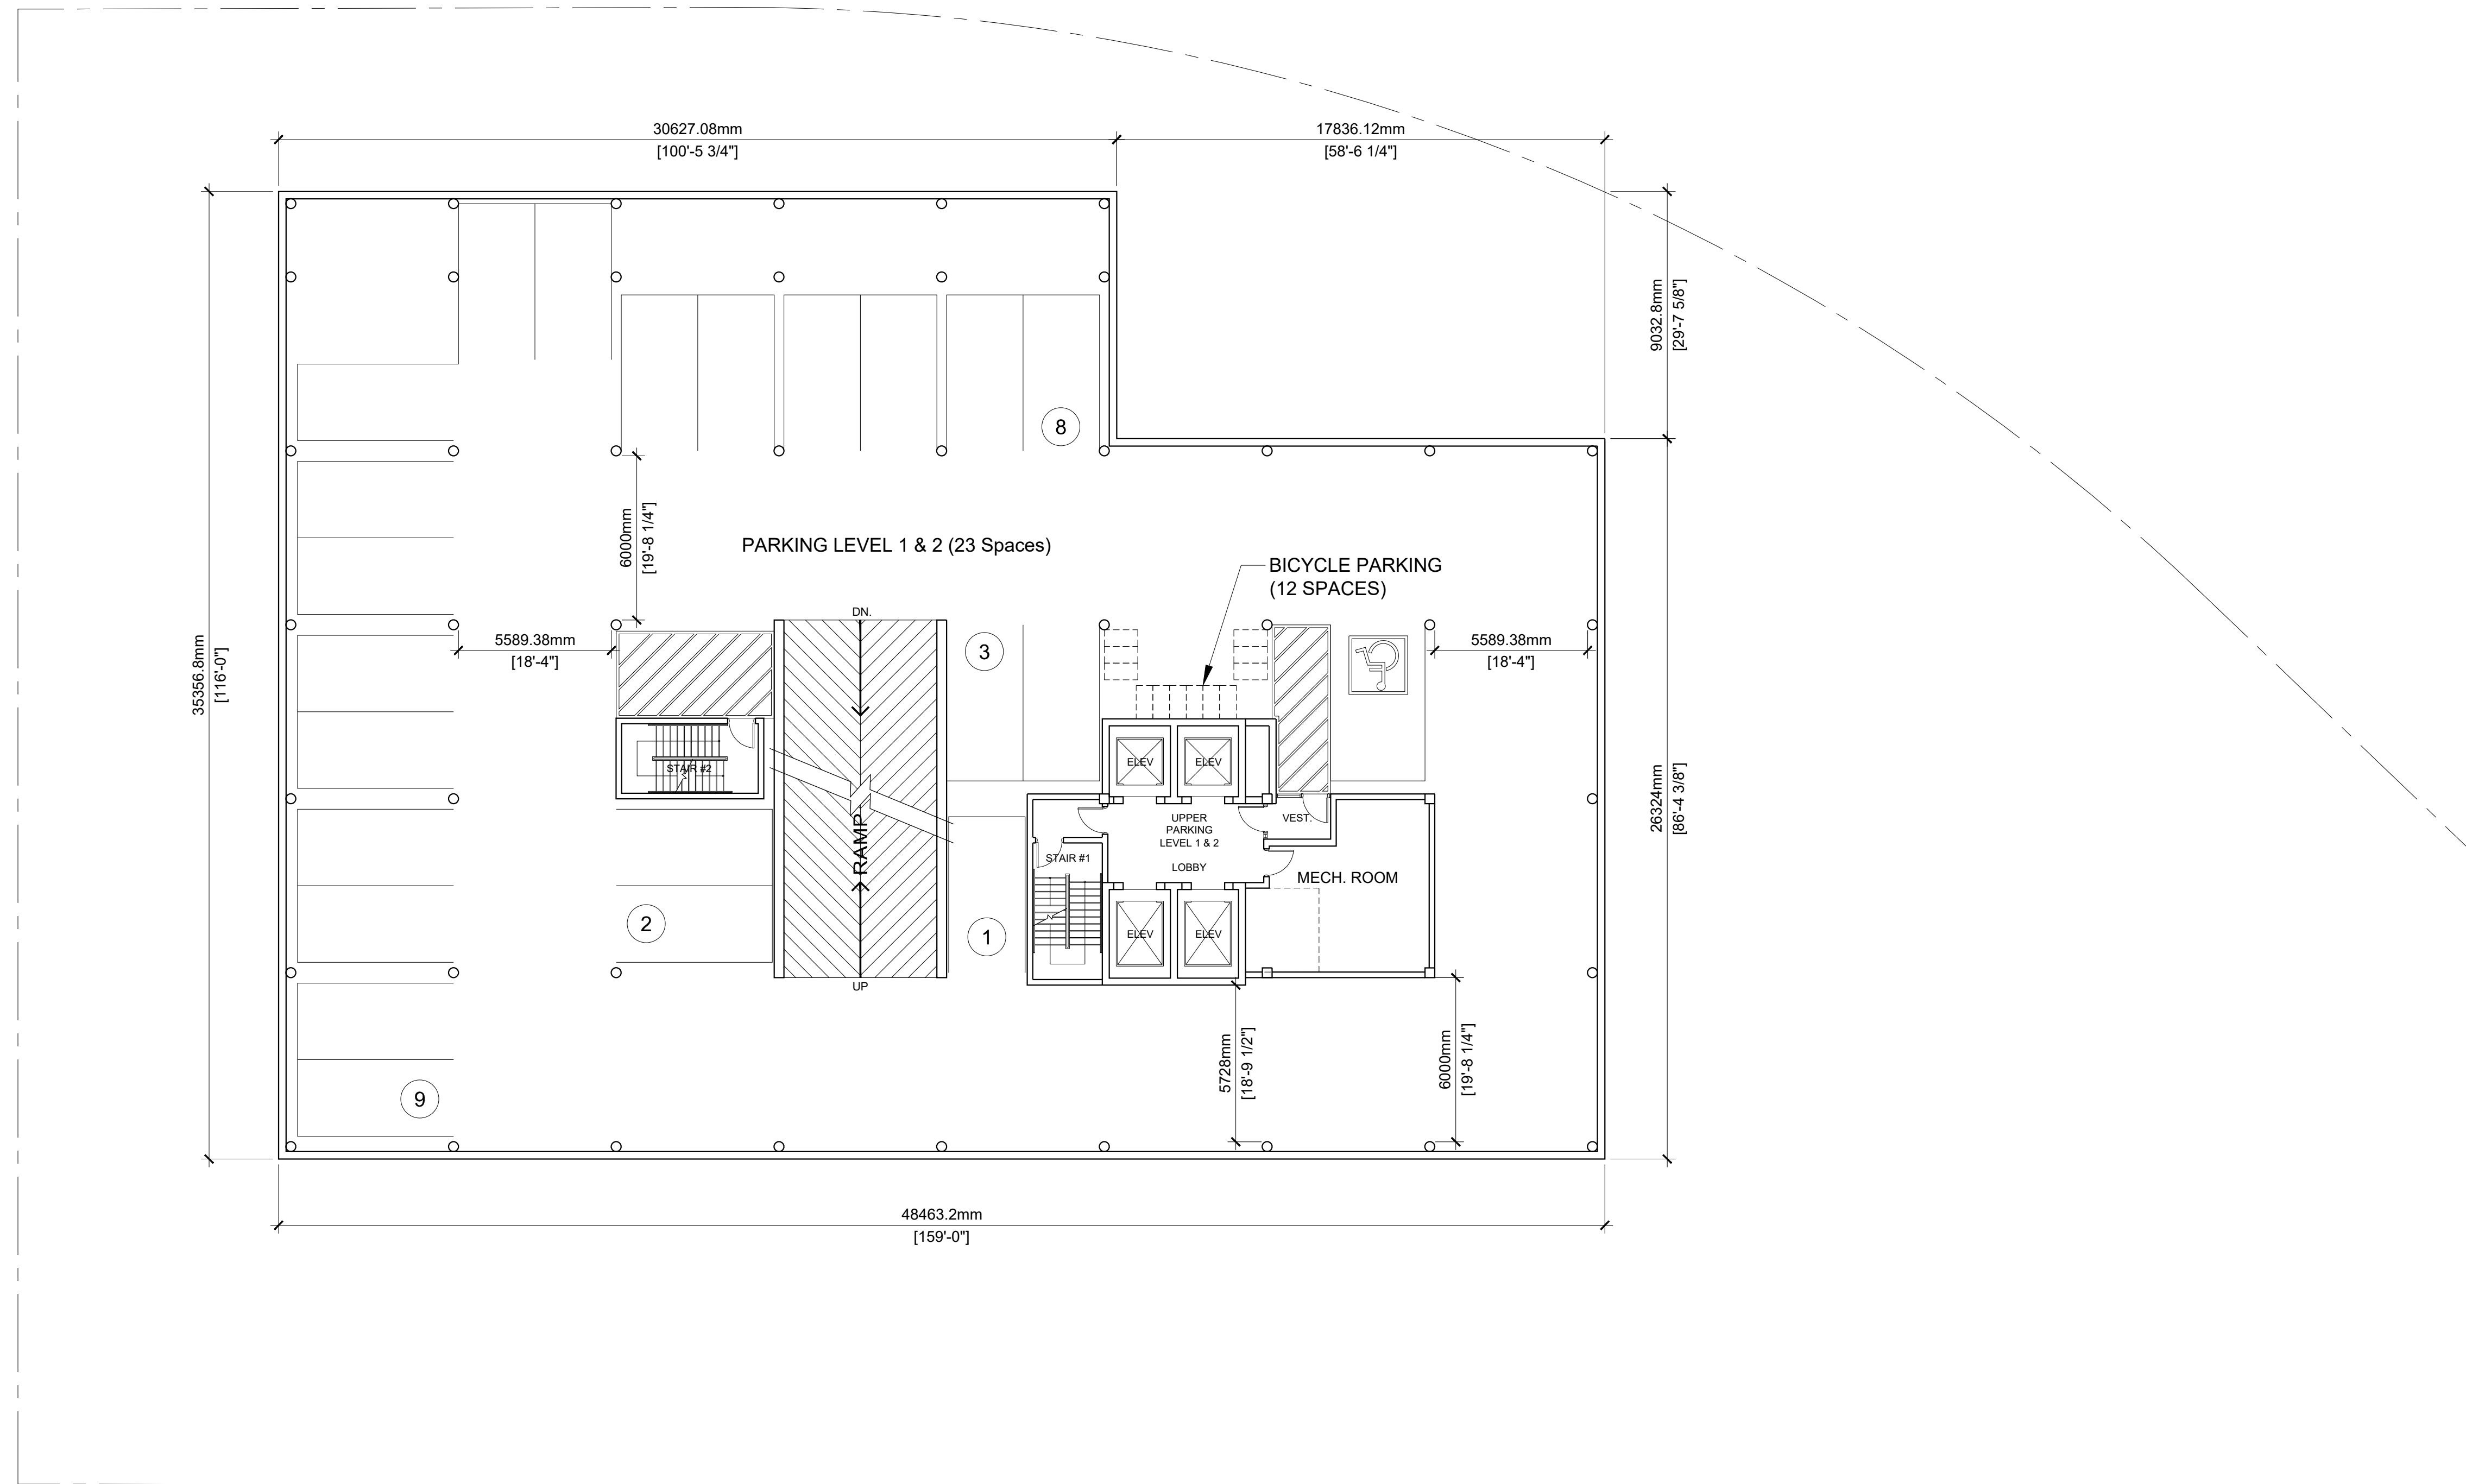 30627.08mm
[100'-5 3/4"]
17836.12mm
[58'-6 1/4"]
9032.8mm
[29'-7 5/8"]
8
6000mm
[19'-8 1/4"]
PARKING LEVEL 1 & 2 (23 Spaces)
BICYCLE PARKING
(12 SPACES)
DN.
35356.8mm
[116'-0"]
5589.38mm
[18'-4"]
3
5589.38mm
[18'-4"]
STAIR #2
ELEV
ELEV
26324mm
[86'-4 3/8"]
RAMP
UPPER
PARKING
LEVEL 1 & 2
LOBBY
VEST.
STAIR #1
MECH. ROOM
2
1
ELEV
ELEV
UP
5728mm
[18'-9 1/2"]
6000mm
[19'-8 1/4"]
9
48463.2mm
[159'-0"]